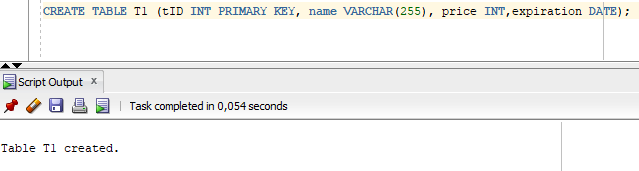 CREATE TABLE T1 (tID INT PRIMARY KEY, name VARCHAR(255), price INT,expiration DATE);
Script Output x
Task completed in 0,054 seconds
Table T1 created.